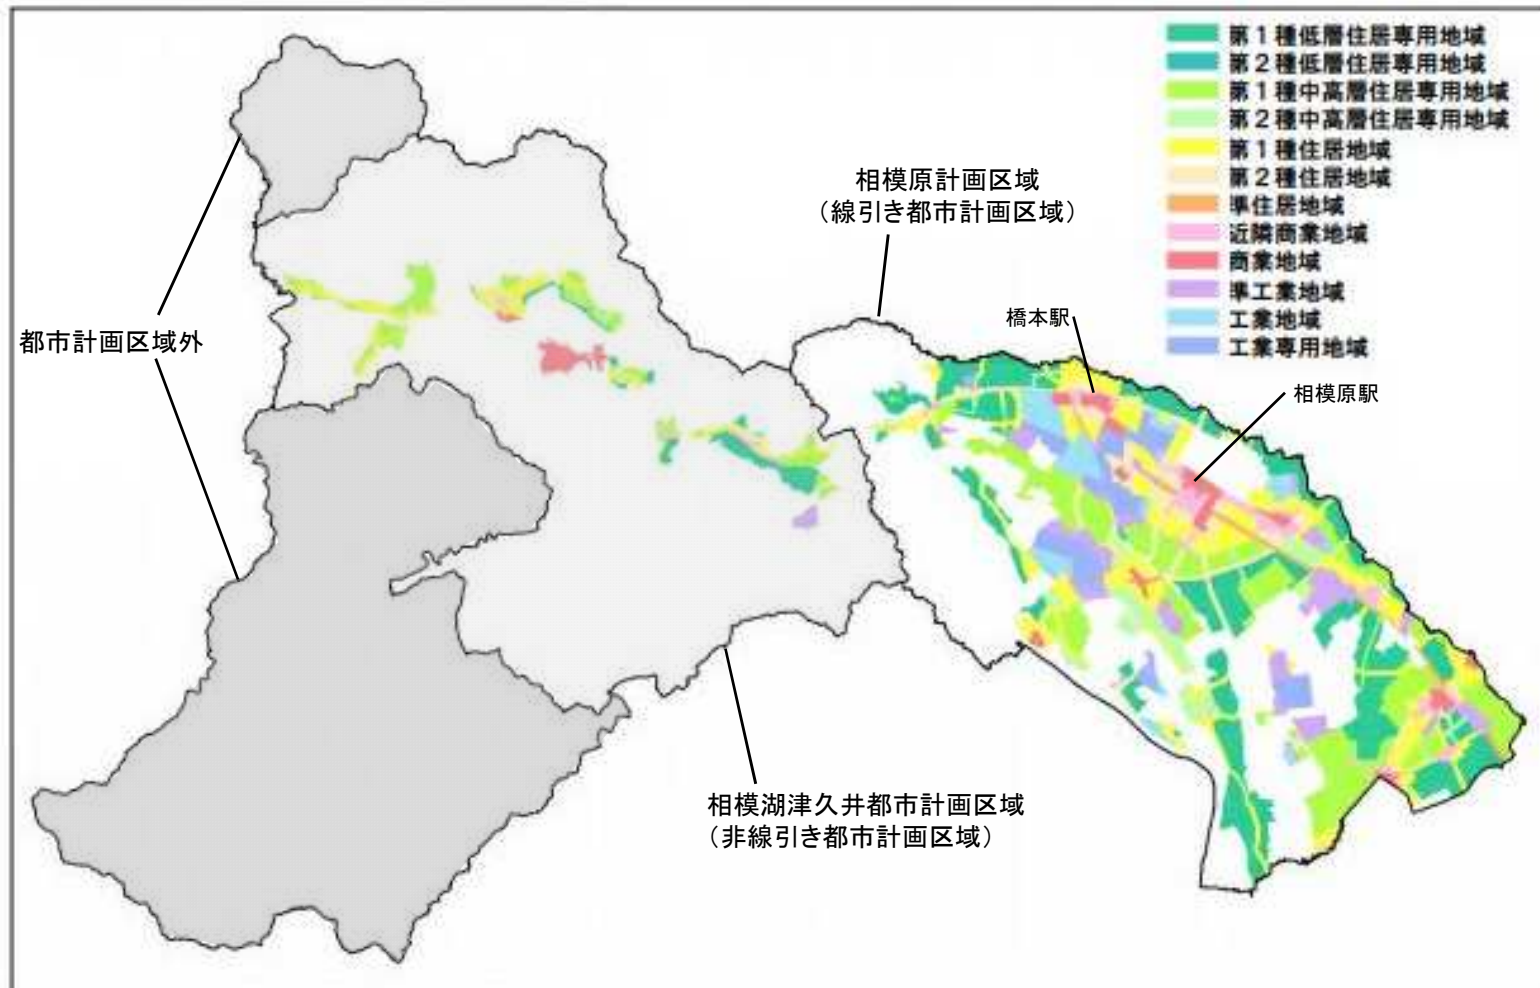 第１種低層住居専用地域
第２種低層住居専用地域
第１種中高層住居専用地域
第２種中高層住居専用地域
第１種住居地域
第２種住居地域
準住居地域
近隣商業地域
商業地域
準工業地域
工業地域
工業専用地域
相模原計画区域
（線引き都市計画区域）
橋本駅
都市計画区域外
相模原駅
相模湖津久井都市計画区域
（非線引き都市計画区域）